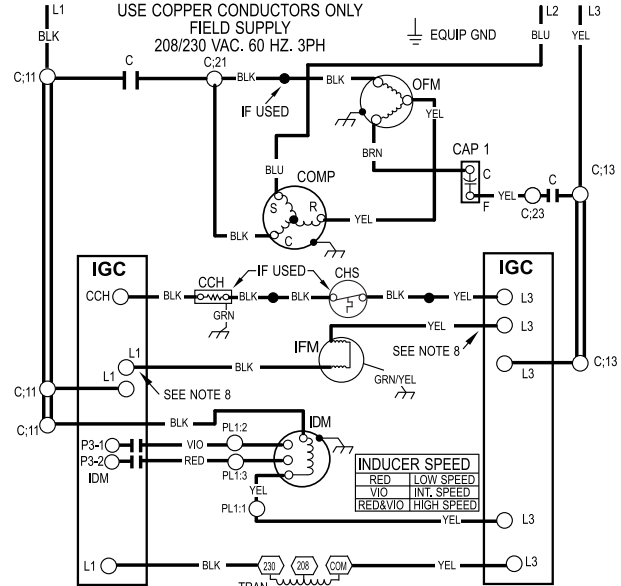 L1
USE COPPER CONDUCTORS ONLY
L2
L3
FIELD SUPPLY
BLK
208/230 VAC. 60 HZ. 3PH
EQUIP GND
BLU
YEL
C;11
C
C;21
BLK
BLK
OFM
IF USED
YEL
BRN
CAP 1
BLU
COMP
C
C
C;13
S
R
YEL
YEL
F
C;23
C
BLK
IGC
IGC
IF USED
CCH
CHS
CCH
BLK
BLK
BLK
BLK
YEL
L3
GRN
YEL
L3
IFM
SEE NOTE 8
L1
BLK
C;13
L3
GRN/YEL
L1
C;11
SEE NOTE 8
BLK
IDM
C;11
PL1:2
P3-1
VIO
P3-2
RED
IDM
PL1:3
YEL
INDUCER SPEED
RED LOW SPEED
VIO INT. SPEED
RED&VIO HIGH SPEED
PL1:1
YEL
L3
L1
BLK
230
208
COM
YEL
L3
TRAN